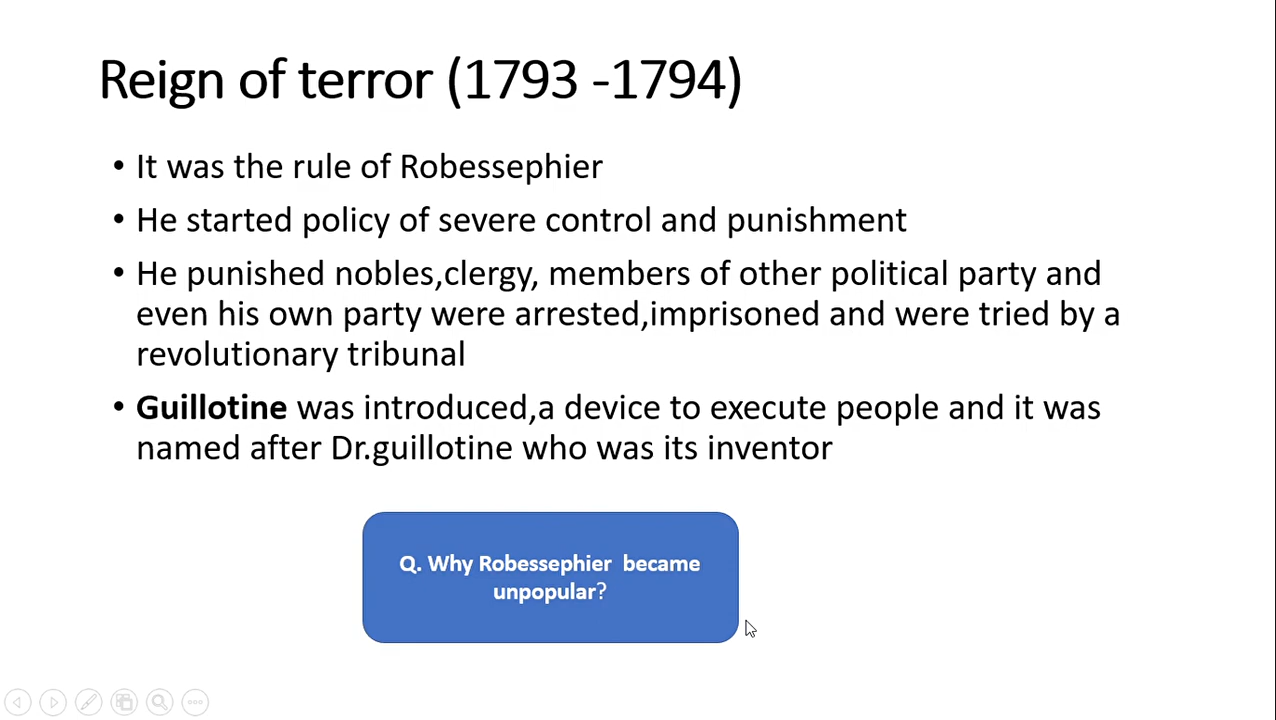 Reign of terror (1793 -1794)
• It was the rule of Robessephier
• He started policy of severe control and punishment
• He punished nobles,clergy, members of other political party and
even his own party were arrested,imprisoned and were tried by a
revolutionary tribunal
• Guillotine was introduced,a device to execute people and it was
named after Dr.guillotine who was its inventor
Q. Why Robessephier  became
unpopular?